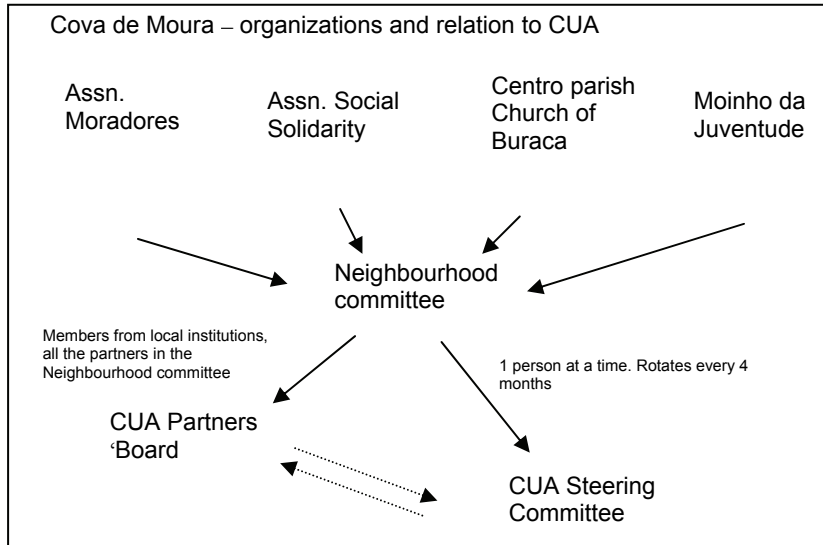 Cova de Moura – organizations and relation to CUA
Assn.
Moradores
Assn. Social
Solidarity
Centro parish
Church of
Buraca
Moinho da
Juventude
Neighbourhood
committee
Members from local institutions,
all the partners in the
Neighbourhood committee
1 person at a time. Rotates every 4
months
CUA Partners
‘Board
CUA Steering
Committee